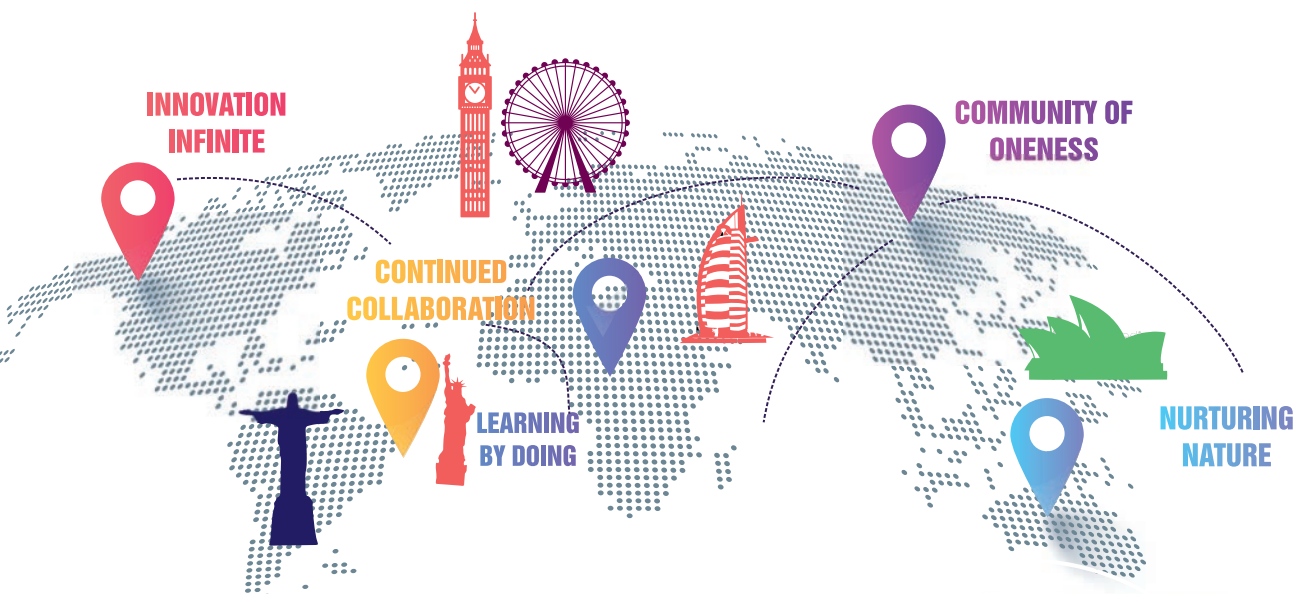 INNOVATION
INFINITE
COMMUNITY OF
ONENESS
CONTINUED
COLLABORATION
LEARNING
BY DOING
NURTURING
NATURE